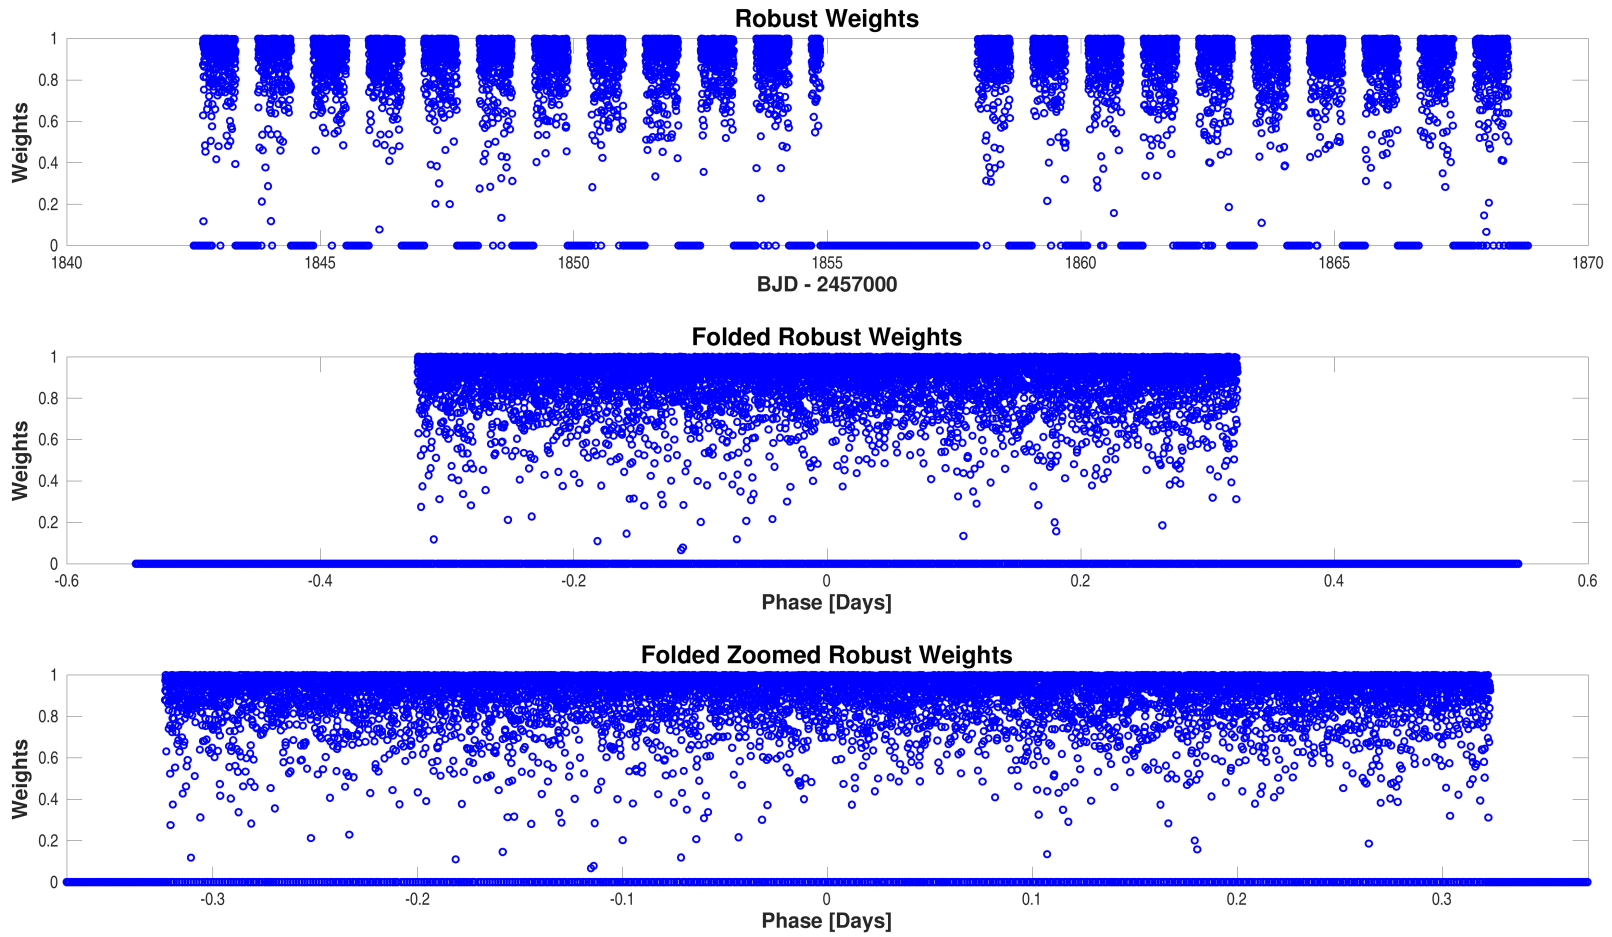 Robust Weights
1
0.8
0.6
0.4
0.2
0
Weights
1840 1845 1850 1855 1860 1865 1870
BJD - 2457000
Folded Robust Weights
1
0.8
0.6
0.4
0.2
0
Weights
-0.6 -0.4 -0.2 0 0.2 0.4 0.6
Phase [Days]
Folded Zoomed Robust Weights
1
0.8
0.6
0.4
0.2
0
Weights
-0.3 -0.2 -0.1 0 0.1 0.2 0.3
Phase [Days]